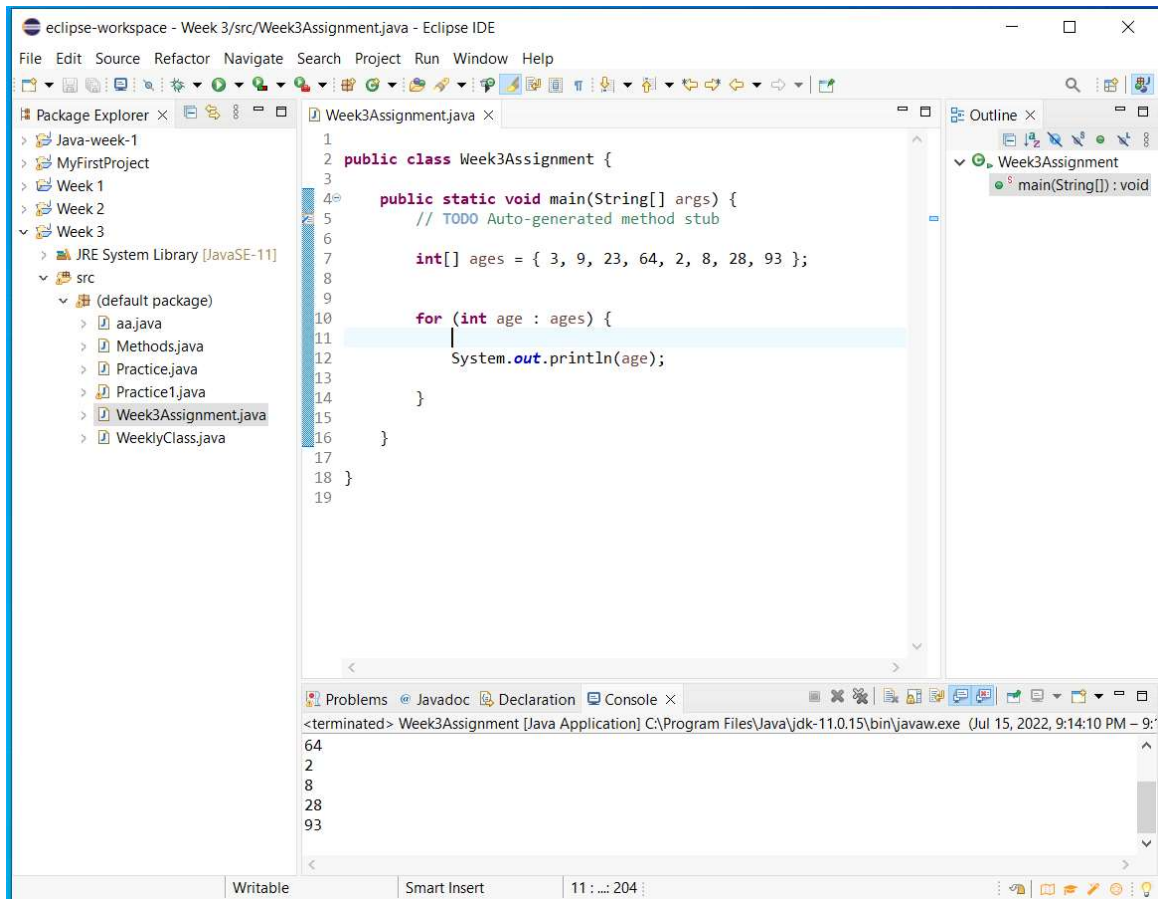 eclipse-workspace - Week 3/src/Week3Assignment.java - Eclipse IDE
File Edit Source Refactor Navigate Search Project Run Window Help
Package Explorer
Java-week-1
MyFirstProject
Week 1
Week 2
Week 3
JRE System Library [JavaSE-11]
src
(default package)
aa.java
Methods.java
Practice.java
Practice1.java
Week3Assignment.java
WeeklyClass.java
Week3Assignment.java
1
2 public class Week3Assignment {
3
4 public static void main(String[] args) {
5 // TODO Auto-generated method stub
6
7 int[] ages = { 3, 9, 23, 64, 2, 8, 28, 93 };
8
9
10 for (int age : ages) {
11
12 System.out.println(age);
13
14 }
15
16 }
17
18 }
19
Outline
Week3Assignment
main(String[]) : void
Problems Javadoc Declaration Console
<terminated> Week3Assignment [Java Application] C:\Program Files\Java\jdk-11.0.15\bin\javaw.exe (Jul 15, 2022, 9:14:10 PM – 9:
64
2
8
28
93
Writable Smart Insert 11 : ...: 204